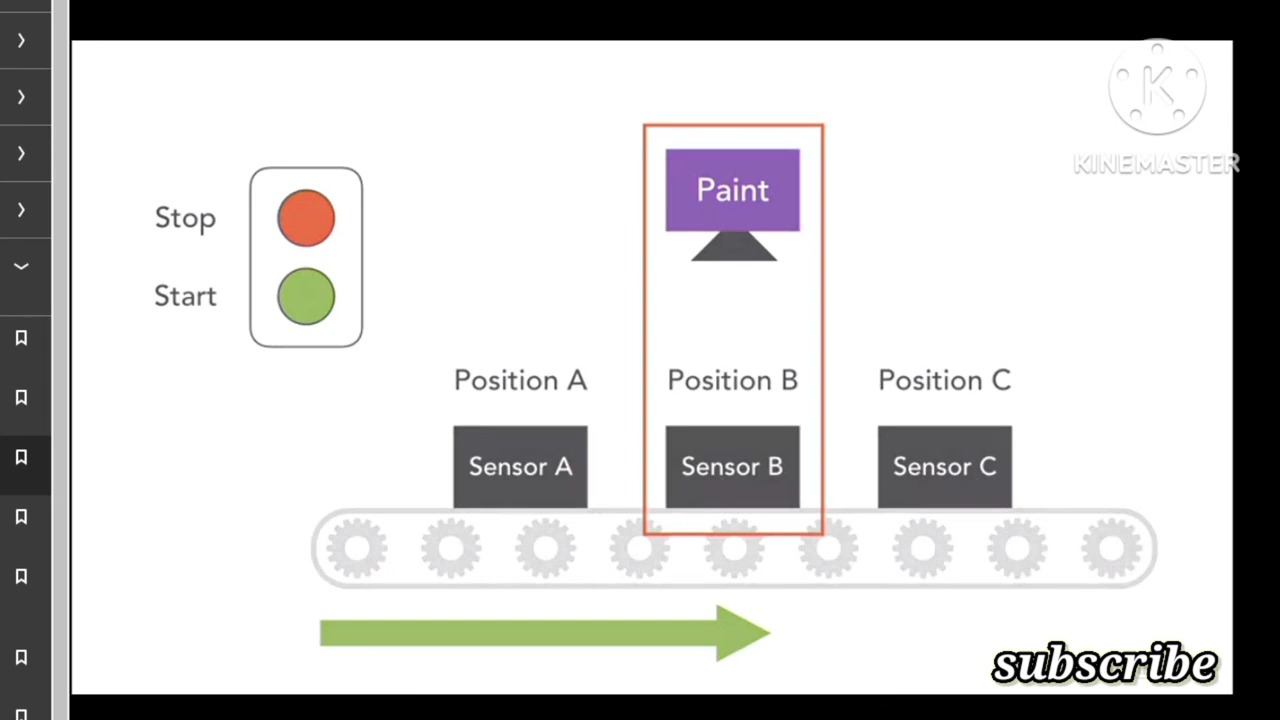 KINEMASTER
Paint
Stop
Start
Position A
Position B
Position C
Sensor A
Sensor B
Sensor C
subscribe